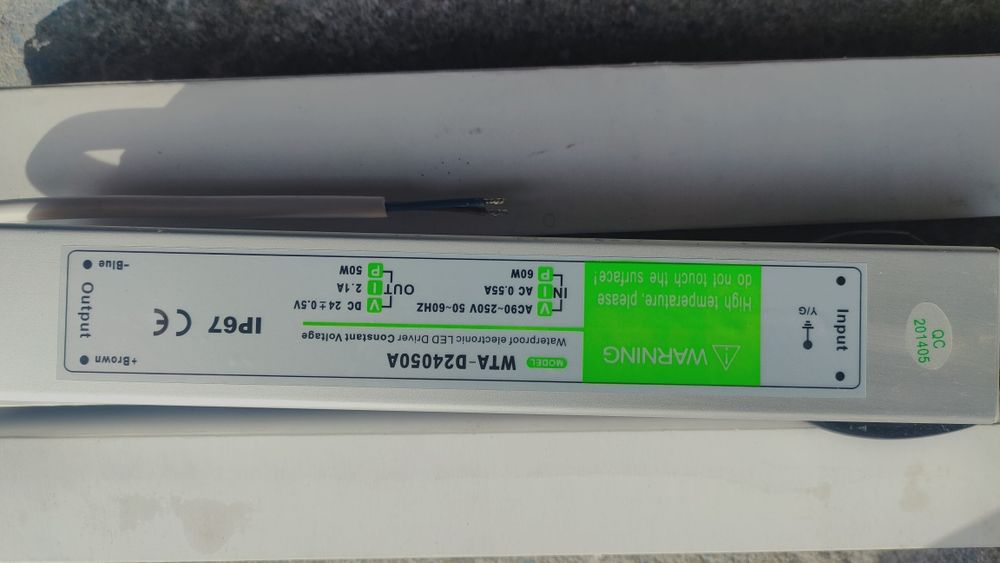 Input
Y/G
WARNING
High temperature, please
do not touch the surface!
MODEL WTA-D24050A
Waterproof electronic LED Driver Constant Voltage
IN
V AC90~250V 50~60HZ
I AC 0.55A
P 60W
OUT
V DC 24±0.5V
I 2.1A
P 50W
IP67 CE
Output
+Brown
-Blue
QC
201405